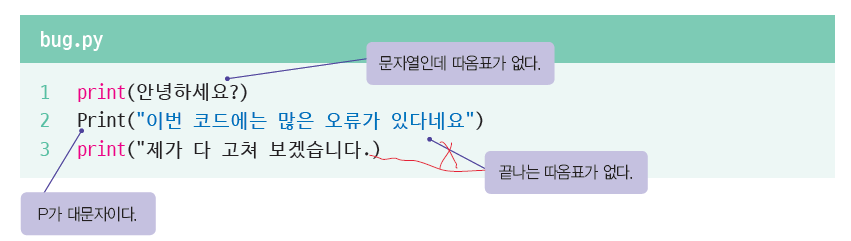 bug.py
문자열인데 따옴표가 없다.
1 print(안녕하세요?)
2 Print("이번 코드에는 많은 오류가 있다네요")
3 print("제가 다 고쳐 보겠습니다.)
끝나는 따옴표가 없다.
P가 대문자이다.